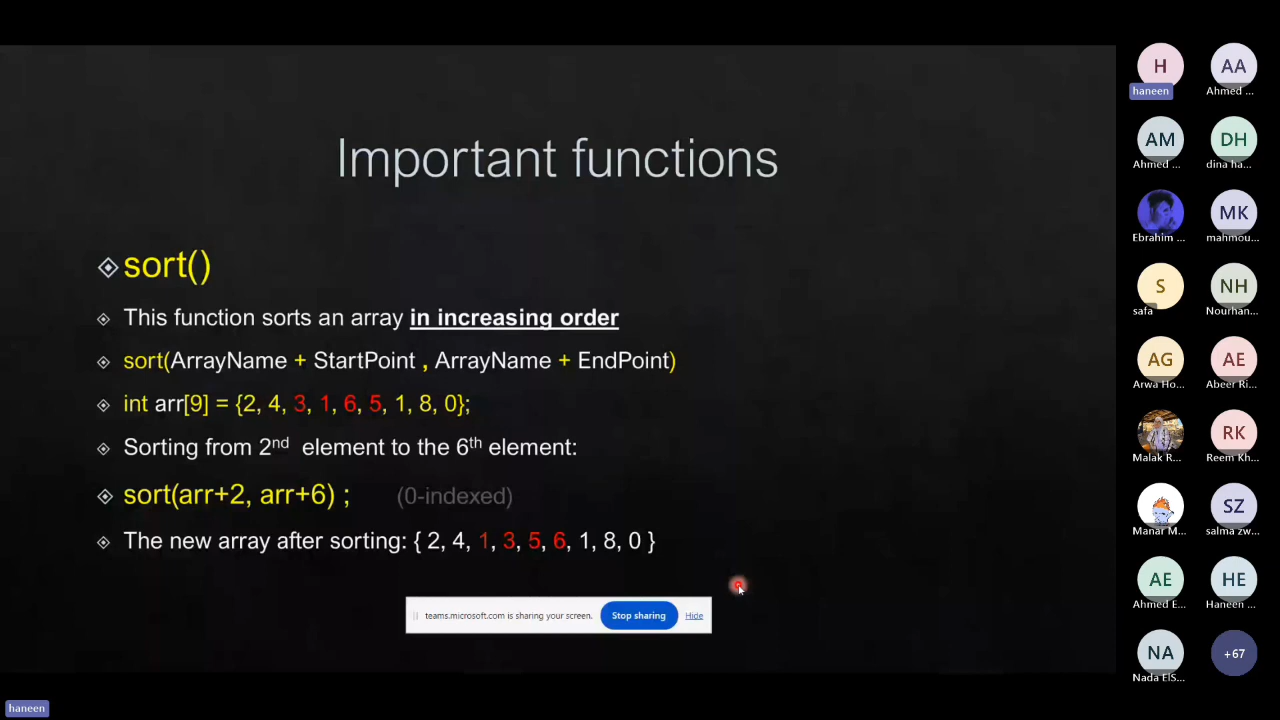 Important functions
sort()
This function sorts an array in increasing order
sort(ArrayName + StartPoint , ArrayName + EndPoint)
int arr[9] = {2, 4, 3, 1, 6, 5, 1, 8, 0};
Sorting from 2nd element to the 6th element:
sort(arr+2, arr+6) ; (0-indexed)
The new array after sorting: { 2, 4, 1, 3, 5, 6, 1, 8, 0 }
teams.microsoft.com is sharing your screen. Stop sharing Hide
haneen
H AA
haneen Ahmed ...
AM DH
Ahmed ... dina ha...
MK
Ebrahim ... mahmou...
S NH
safa Nourhan...
AG AE
Arwa Ho... Abeer Ri...
RK
Malak R... Reem Kh...
SZ
Manar M... salma zw...
AE HE
Ahmed E... Haneen ...
NA +67
Nada ElS...